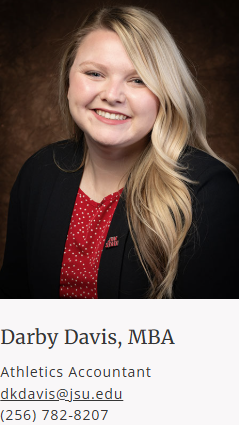 Darby Davis, MBA
Athletics Accountant
dkdavis@jsu.edu
(256) 782-8207